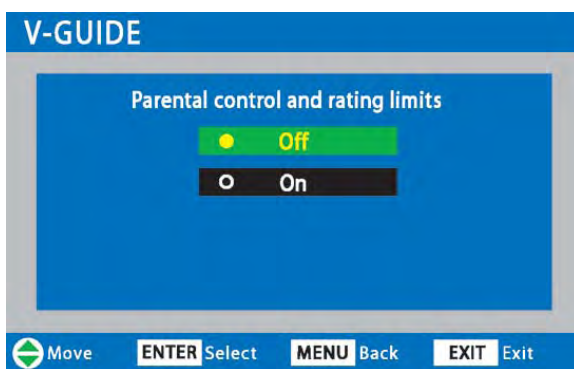 V-GUIDE
Parental control and rating limits
Off
On
Move ENTER Select MENU Back EXIT Exit